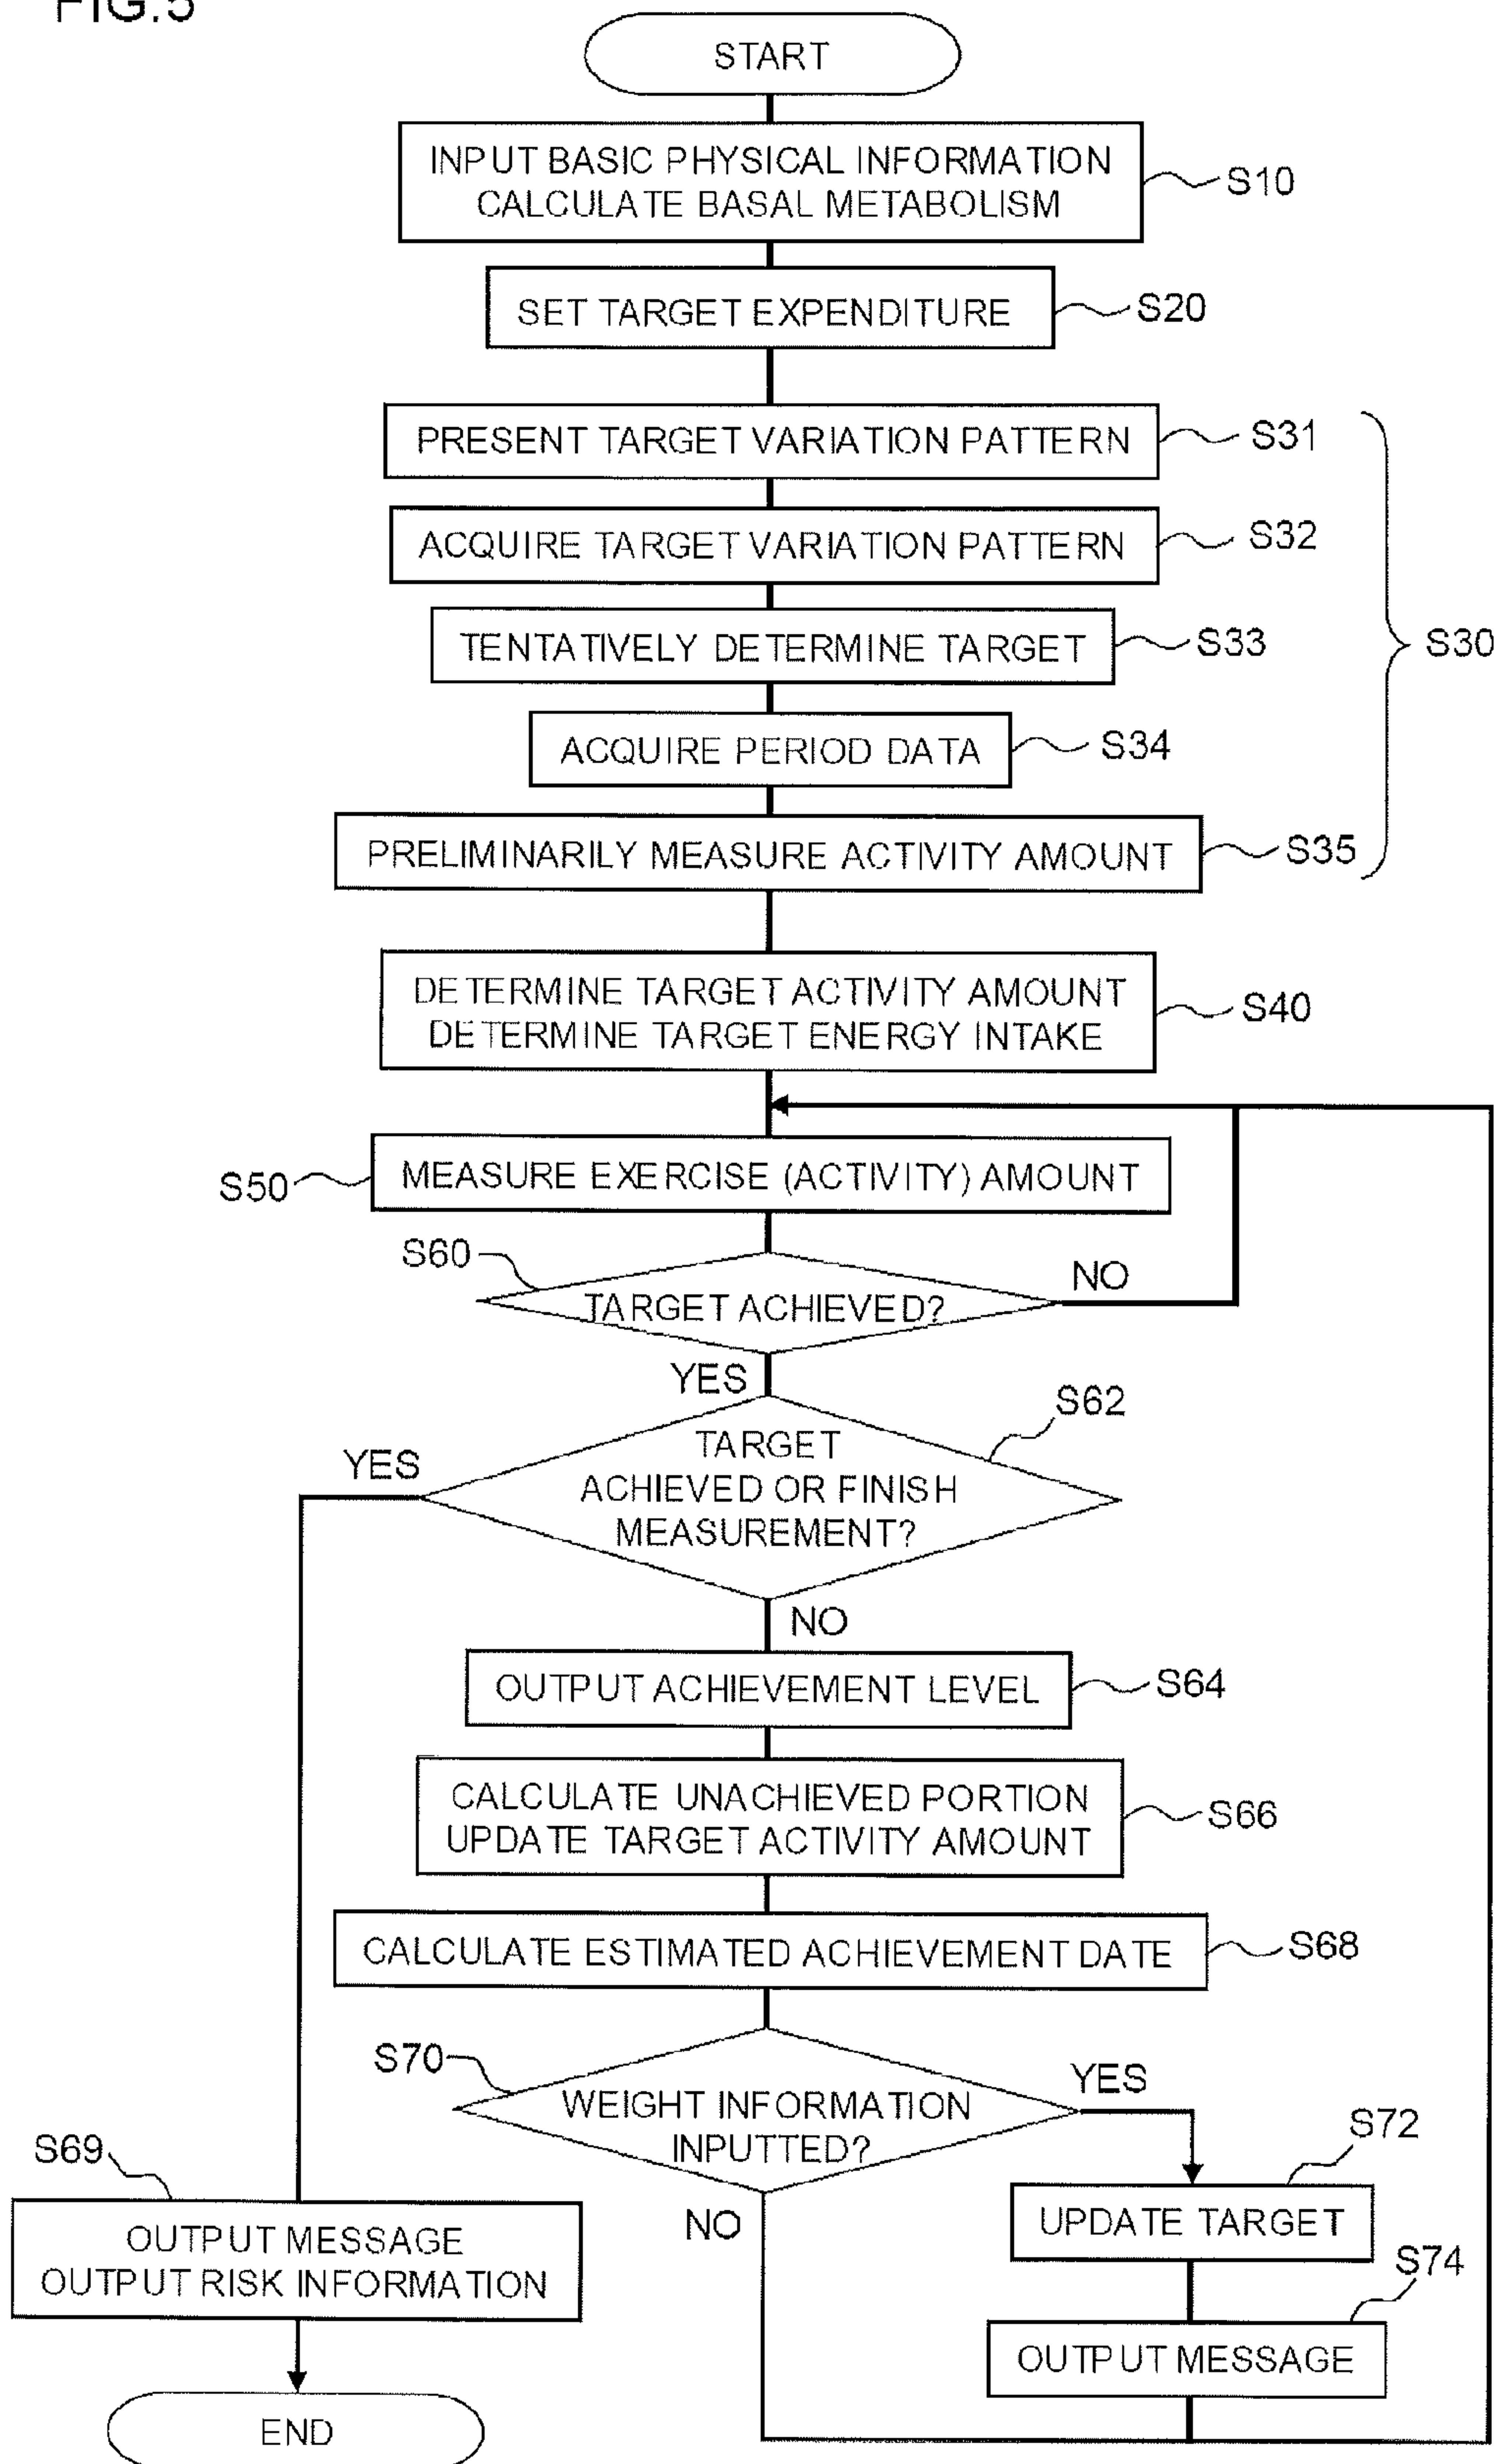 FIG.5
START
INPUT BASIC PHYSICAL INFORMATION
CALCULATE BASAL METABOLISM
S10
SET TARGET EXPENDITURE
S20
PRESENT TARGET VARIATION PATTERN
S31
ACQUIRE TARGET VARIATION PATTERN
S32
TENTATIVELY DETERMINE TARGET
S33
S30
ACQUIRE PERIOD DATA
S34
PRELIMINARILY MEASURE ACTIVITY AMOUNT
S35
DETERMINE TARGET ACTIVITY AMOUNT
DETERMINE TARGET ENERGY INTAKE
S40
S50
MEASURE EXERCISE (ACTIVITY) AMOUNT
S60
TARGET ACHIEVED?
NO
YES
S62
TARGET
ACHIEVED OR FINISH
MEASUREMENT?
YES
NO
OUTPUT ACHIEVEMENT LEVEL
S64
CALCULATE UNACHIEVED PORTION
UPDATE TARGET ACTIVITY AMOUNT
S66
CALCULATE ESTIMATED ACHIEVEMENT DATE
S68
S70
WEIGHT INFORMATION
INPUTTED?
YES
NO
S72
UPDATE TARGET
S74
OUTPUT MESSAGE
S69
OUTPUT MESSAGE
OUTPUT RISK INFORMATION
END